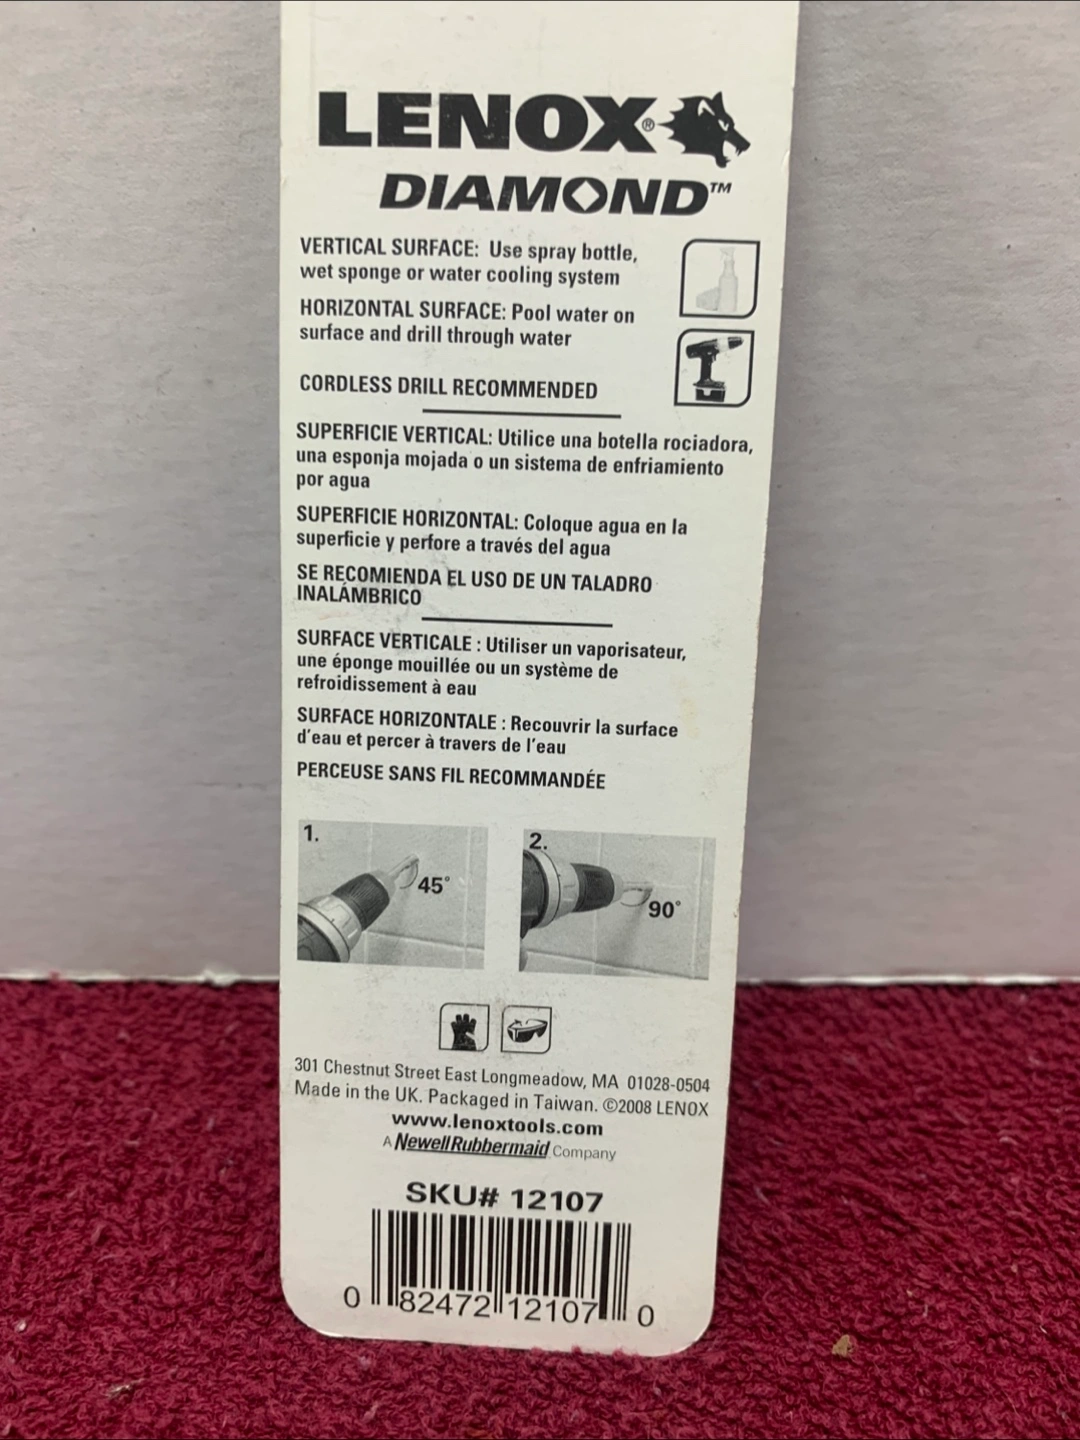 LENOX®
DIAMOND™
VERTICAL SURFACE: Use spray bottle,
wet sponge or water cooling system
HORIZONTAL SURFACE: Pool water on
surface and drill through water
CORDLESS DRILL RECOMMENDED
SUPERFICIE VERTICAL: Utilice una botella rociadora,
una esponja mojada o un sistema de enfriamiento
por agua
SUPERFICIE HORIZONTAL: Coloque agua en la
superficie y perfore a través del agua
SE RECOMIENDA EL USO DE UN TALADRO
INALÁMBRICO
SURFACE VERTICALE : Utiliser un vaporisateur,
une éponge mouillée ou un système de
refroidissement à eau
SURFACE HORIZONTALE : Recouvrir la surface
d'eau et percer à travers de l'eau
PERCEUSE SANS FIL RECOMMANDÉE
1.
45°
2.
90°
301 Chestnut Street East Longmeadow, MA 01028-0504
Made in the UK. Packaged in Taiwan. ©2008 LENOX
www.lenoxtools.com
A NewellRubbermaid Company
SKU# 12107
0 82472 12107 0